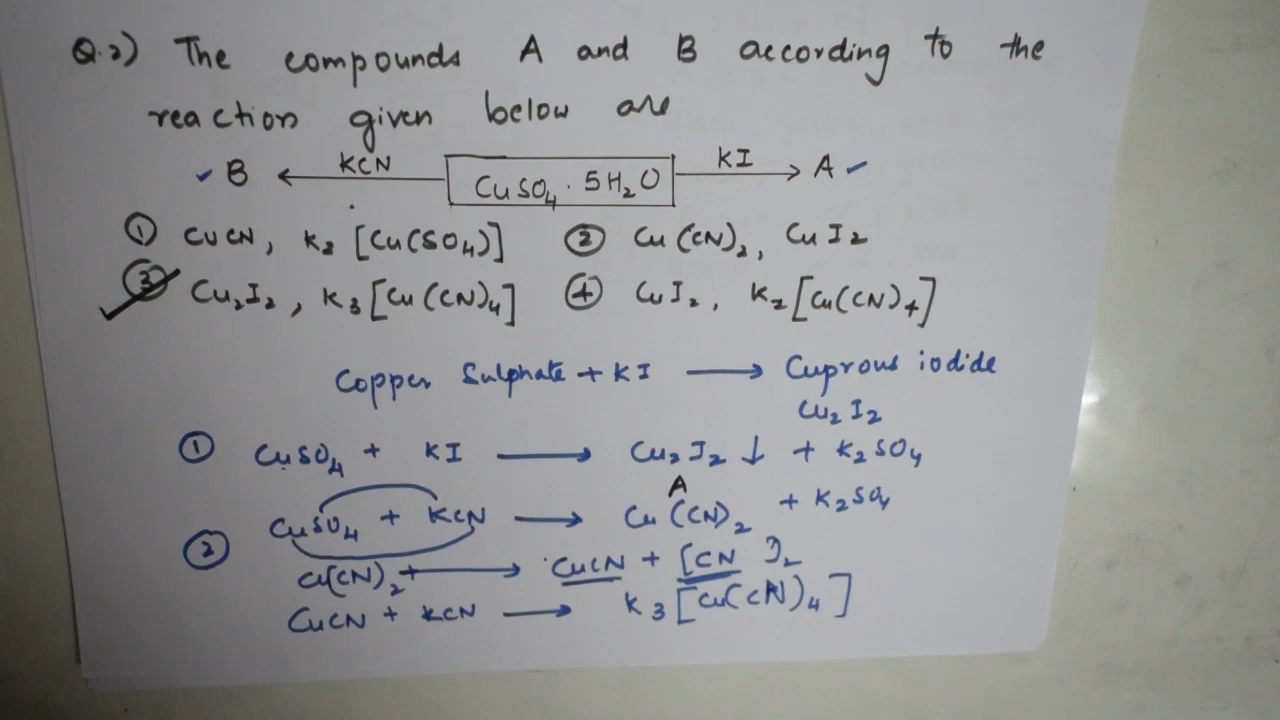 Q.2) The compounds A and B according to the
reaction given below are
B ← KCN CuSO₄ · 5H₂O KI → A
① CuCN, K₂ [Cu(SO₄)] ② Cu (CN)₂, CuI₂
③ Cu₂I₂, K₃ [Cu (CN)₄] ④ CuI₂, K₂ [Cu(CN)₄]
Copper Sulphate + KI → Cuprous iodide
Cu₂I₂
① CuSO₄ + KI → Cu₂I₂ ↓ + K₂SO₄
A
② CuSO₄ + KCN → Cu (CN)₂ + K₂SO₄
Cu(CN)₂ + → CuCN + [CN]₂
CuCN + KCN → K₃ [Cu(CN)₄]